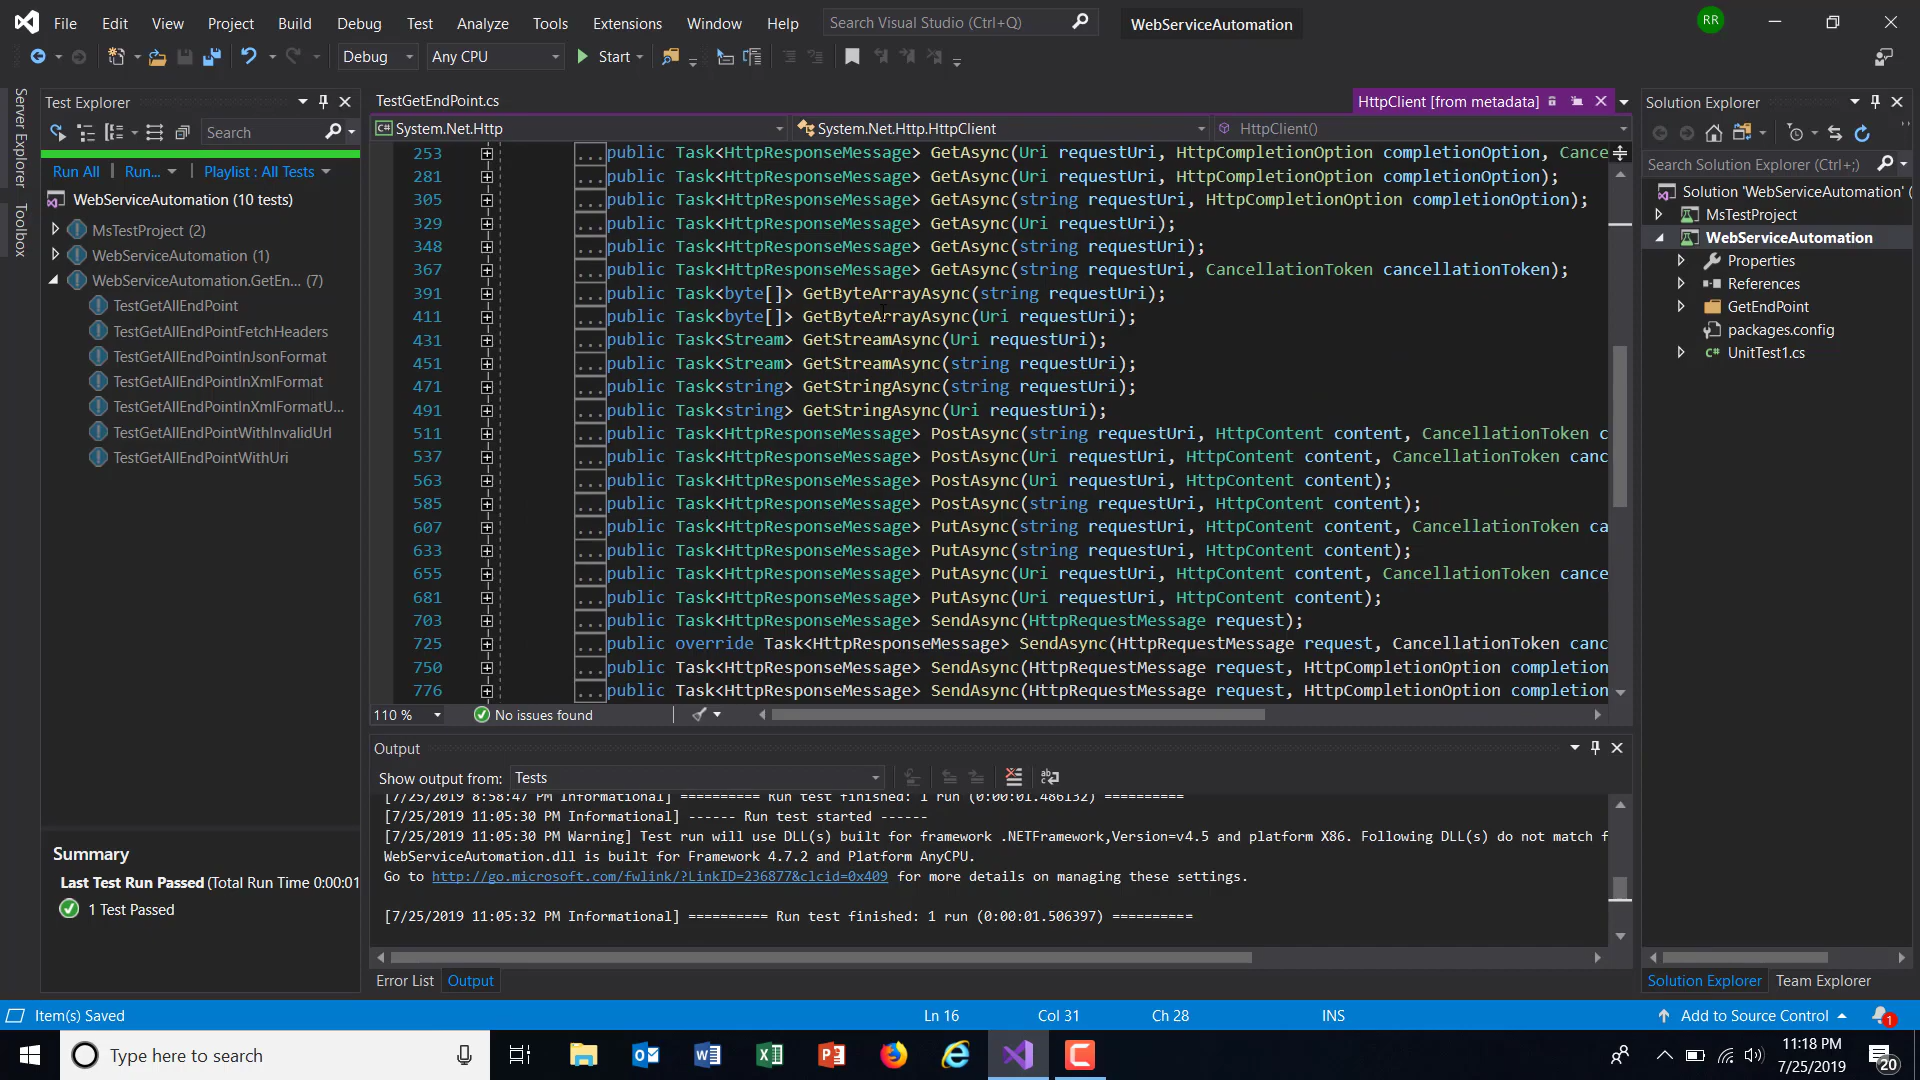 File Edit View Project Build Debug Test Analyze Tools Extensions Window Help Search Visual Studio (Ctrl+Q) WebServiceAutomation RR
Debug Any CPU Start
Server Explorer
Toolbox
Test Explorer
Search
Run All | Run... Playlist : All Tests
WebServiceAutomation (10 tests)
MsTestProject (2)
WebServiceAutomation (1)
WebServiceAutomation.GetEn... (7)
TestGetAllEndPoint
TestGetAllEndPointFetchHeaders
TestGetAllEndPointInJsonFormat
TestGetAllEndPointInXmlFormat
TestGetAllEndPointInXmlFormatU...
TestGetAllEndPointWithInvalidUrl
TestGetAllEndPointWithUri
Summary
Last Test Run Passed (Total Run Time 0:00:01
1 Test Passed
TestGetEndPoint.cs HttpClient [from metadata]
C# System.Net.Http System.Net.Http.HttpClient HttpClient()
253 ...public Task<HttpResponseMessage> GetAsync(Uri requestUri, HttpCompletionOption completionOption, Cance
281 ...public Task<HttpResponseMessage> GetAsync(Uri requestUri, HttpCompletionOption completionOption);
305 ...public Task<HttpResponseMessage> GetAsync(string requestUri, HttpCompletionOption completionOption);
329 ...public Task<HttpResponseMessage> GetAsync(Uri requestUri);
348 ...public Task<HttpResponseMessage> GetAsync(string requestUri);
367 ...public Task<HttpResponseMessage> GetAsync(string requestUri, CancellationToken cancellationToken);
391 ...public Task<byte[]> GetByteArrayAsync(string requestUri);
411 ...public Task<byte[]> GetByteArrayAsync(Uri requestUri);
431 ...public Task<Stream> GetStreamAsync(Uri requestUri);
451 ...public Task<Stream> GetStreamAsync(string requestUri);
471 ...public Task<string> GetStringAsync(string requestUri);
491 ...public Task<string> GetStringAsync(Uri requestUri);
511 ...public Task<HttpResponseMessage> PostAsync(string requestUri, HttpContent content, CancellationToken c
537 ...public Task<HttpResponseMessage> PostAsync(Uri requestUri, HttpContent content, CancellationToken canc
563 ...public Task<HttpResponseMessage> PostAsync(Uri requestUri, HttpContent content);
585 ...public Task<HttpResponseMessage> PostAsync(string requestUri, HttpContent content);
607 ...public Task<HttpResponseMessage> PutAsync(string requestUri, HttpContent content, CancellationToken ca
633 ...public Task<HttpResponseMessage> PutAsync(string requestUri, HttpContent content);
655 ...public Task<HttpResponseMessage> PutAsync(Uri requestUri, HttpContent content, CancellationToken cance
681 ...public Task<HttpResponseMessage> PutAsync(Uri requestUri, HttpContent content);
703 ...public Task<HttpResponseMessage> SendAsync(HttpRequestMessage request);
725 ...public override Task<HttpResponseMessage> SendAsync(HttpRequestMessage request, CancellationToken canc
750 ...public Task<HttpResponseMessage> SendAsync(HttpRequestMessage request, HttpCompletionOption completion
776 ...public Task<HttpResponseMessage> SendAsync(HttpRequestMessage request, HttpCompletionOption completion
110 % No issues found
Output
Show output from: Tests
[7/25/2019 8:58:47 PM Informational] ========== Run test finished: 1 run (0:00:01.486132) ==========
[7/25/2019 11:05:30 PM Informational] ------ Run test started ------
[7/25/2019 11:05:30 PM Warning] Test run will use DLL(s) built for framework .NETFramework,Version=v4.5 and platform X86. Following DLL(s) do not match f
WebServiceAutomation.dll is built for Framework 4.7.2 and Platform AnyCPU.
Go to http://go.microsoft.com/fwlink/?LinkID=236877&clcid=0x409 for more details on managing these settings.
[7/25/2019 11:05:32 PM Informational] ========== Run test finished: 1 run (0:00:01.506397) ==========
Error List Output
Solution Explorer
Search Solution Explorer (Ctrl+;)
Solution 'WebServiceAutomation' (
MsTestProject
WebServiceAutomation
Properties
References
GetEndPoint
packages.config
C# UnitTest1.cs
Solution Explorer Team Explorer
Item(s) Saved Ln 16 Col 31 Ch 28 INS Add to Source Control 1
Type here to search
11:18 PM
7/25/2019
20